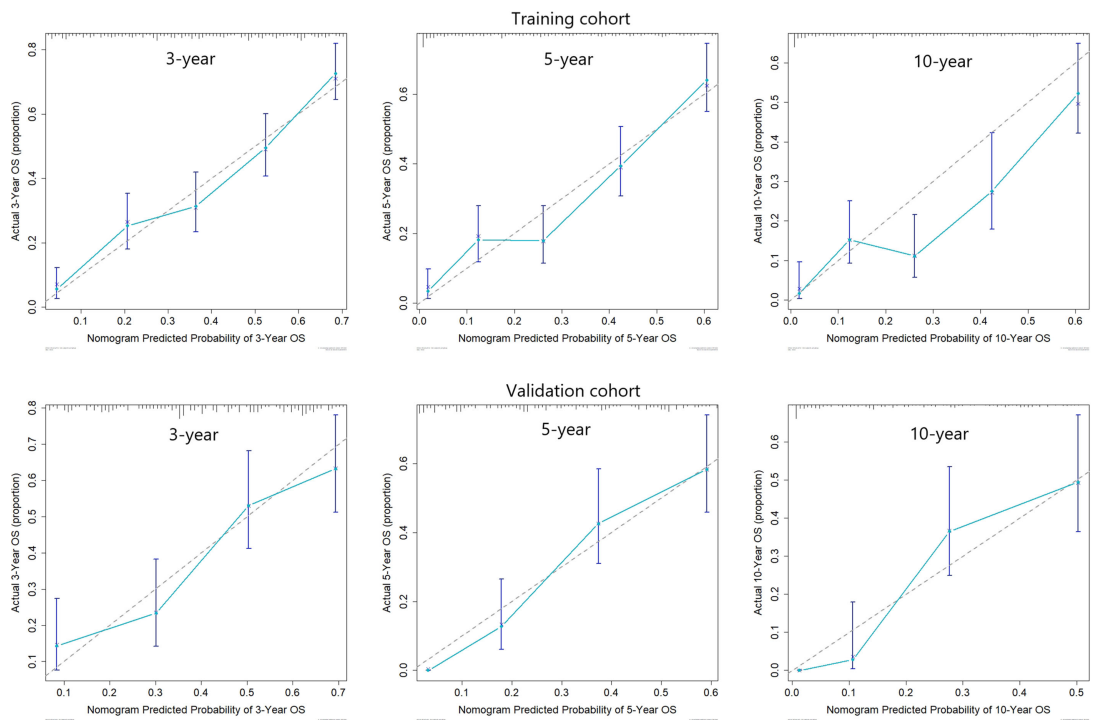 Training cohort
3-year
Actual 3-Year OS (proportion)
0.0 0.2 0.4 0.6 0.8
0.1 0.2 0.3 0.4 0.5 0.6 0.7
Nomogram Predicted Probability of 3-Year OS
5-year
Actual 5-Year OS (proportion)
0.0 0.2 0.4 0.6
0.0 0.1 0.2 0.3 0.4 0.5 0.6
Nomogram Predicted Probability of 5-Year OS
10-year
Actual 10-Year OS (proportion)
0.0 0.1 0.2 0.3 0.4 0.5 0.6
0.0 0.1 0.2 0.3 0.4 0.5 0.6
Nomogram Predicted Probability of 10-Year OS
Validation cohort
3-year
Actual 3-Year OS (proportion)
0.1 0.2 0.3 0.4 0.5 0.6 0.7 0.8
0.1 0.2 0.3 0.4 0.5 0.6 0.7
Nomogram Predicted Probability of 3-Year OS
5-year
Actual 5-Year OS (proportion)
0.0 0.2 0.4 0.6
0.1 0.2 0.3 0.4 0.5 0.6
Nomogram Predicted Probability of 5-Year OS
10-year
Actual 10-Year OS (proportion)
0.0 0.1 0.2 0.3 0.4 0.5 0.6
0.0 0.1 0.2 0.3 0.4 0.5
Nomogram Predicted Probability of 10-Year OS